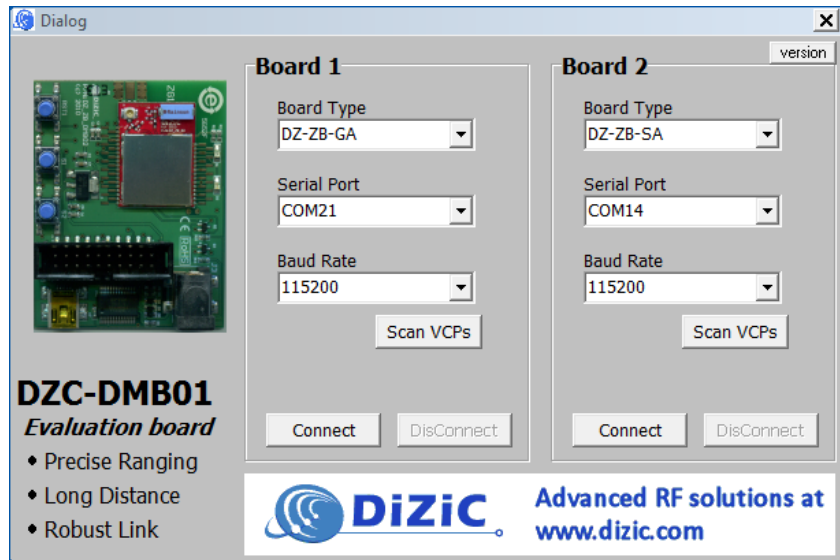 Dialog
version
Board 1
Board Type
DZ-ZB-GA
Serial Port
COM21
Baud Rate
115200
Scan VCPs
Connect
DisConnect
Board 2
Board Type
DZ-ZB-SA
Serial Port
COM14
Baud Rate
115200
Scan VCPs
Connect
DisConnect
DZC-DMB01
Evaluation board
• Precise Ranging
• Long Distance
• Robust Link
DiZiC
Advanced RF solutions at
www.dizic.com